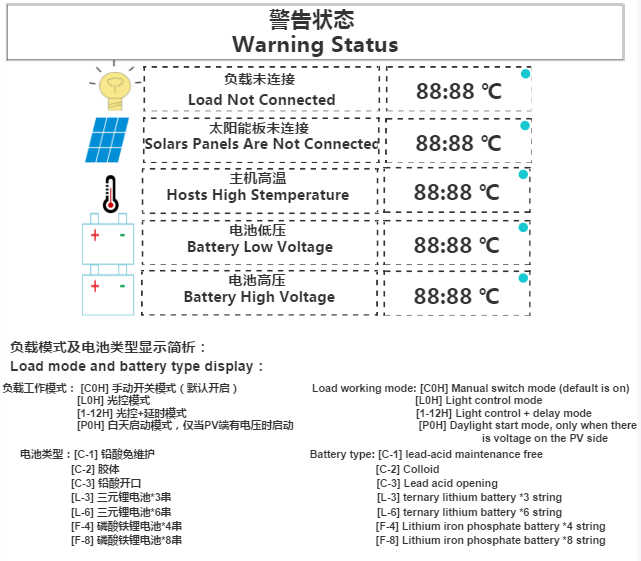 警告状态
Warning Status
负载未连接
Load Not Connected
88:88 ℃
太阳能板未连接
Solars Panels Are Not Connected
88:88 ℃
主机高温
Hosts High Stemperature
88:88 ℃
电池低压
Battery Low Voltage
88:88 ℃
+ -
电池高压
Battery High Voltage
88:88 ℃
+ -
负载模式及电池类型显示简析：
Load mode and battery type display：
负载工作模式： [C0H] 手动开关模式（默认开启）
[L0H] 光控模式
[1-12H] 光控+延时模式
[P0H] 白天启动模式，仅当PV端有电压时启动
Load working mode: [C0H] Manual switch mode (default is on)
[L0H] Light control mode
[1-12H] Light control + delay mode
[P0H] Daylight start mode, only when there
is voltage on the PV side
电池类型：[C-1] 铅酸免维护
[C-2] 胶体
[C-3] 铅酸开口
[L-3] 三元锂电池*3串
[L-6] 三元锂电池*6串
[F-4] 磷酸铁锂电池*4串
[F-8] 磷酸铁锂电池*8串
Battery type: [C-1] lead-acid maintenance free
[C-2] Colloid
[C-3] Lead acid opening
[L-3] ternary lithium battery *3 string
[L-6] ternary lithium battery *6 string
[F-4] Lithium iron phosphate battery *4 string
[F-8] Lithium iron phosphate battery *8 string